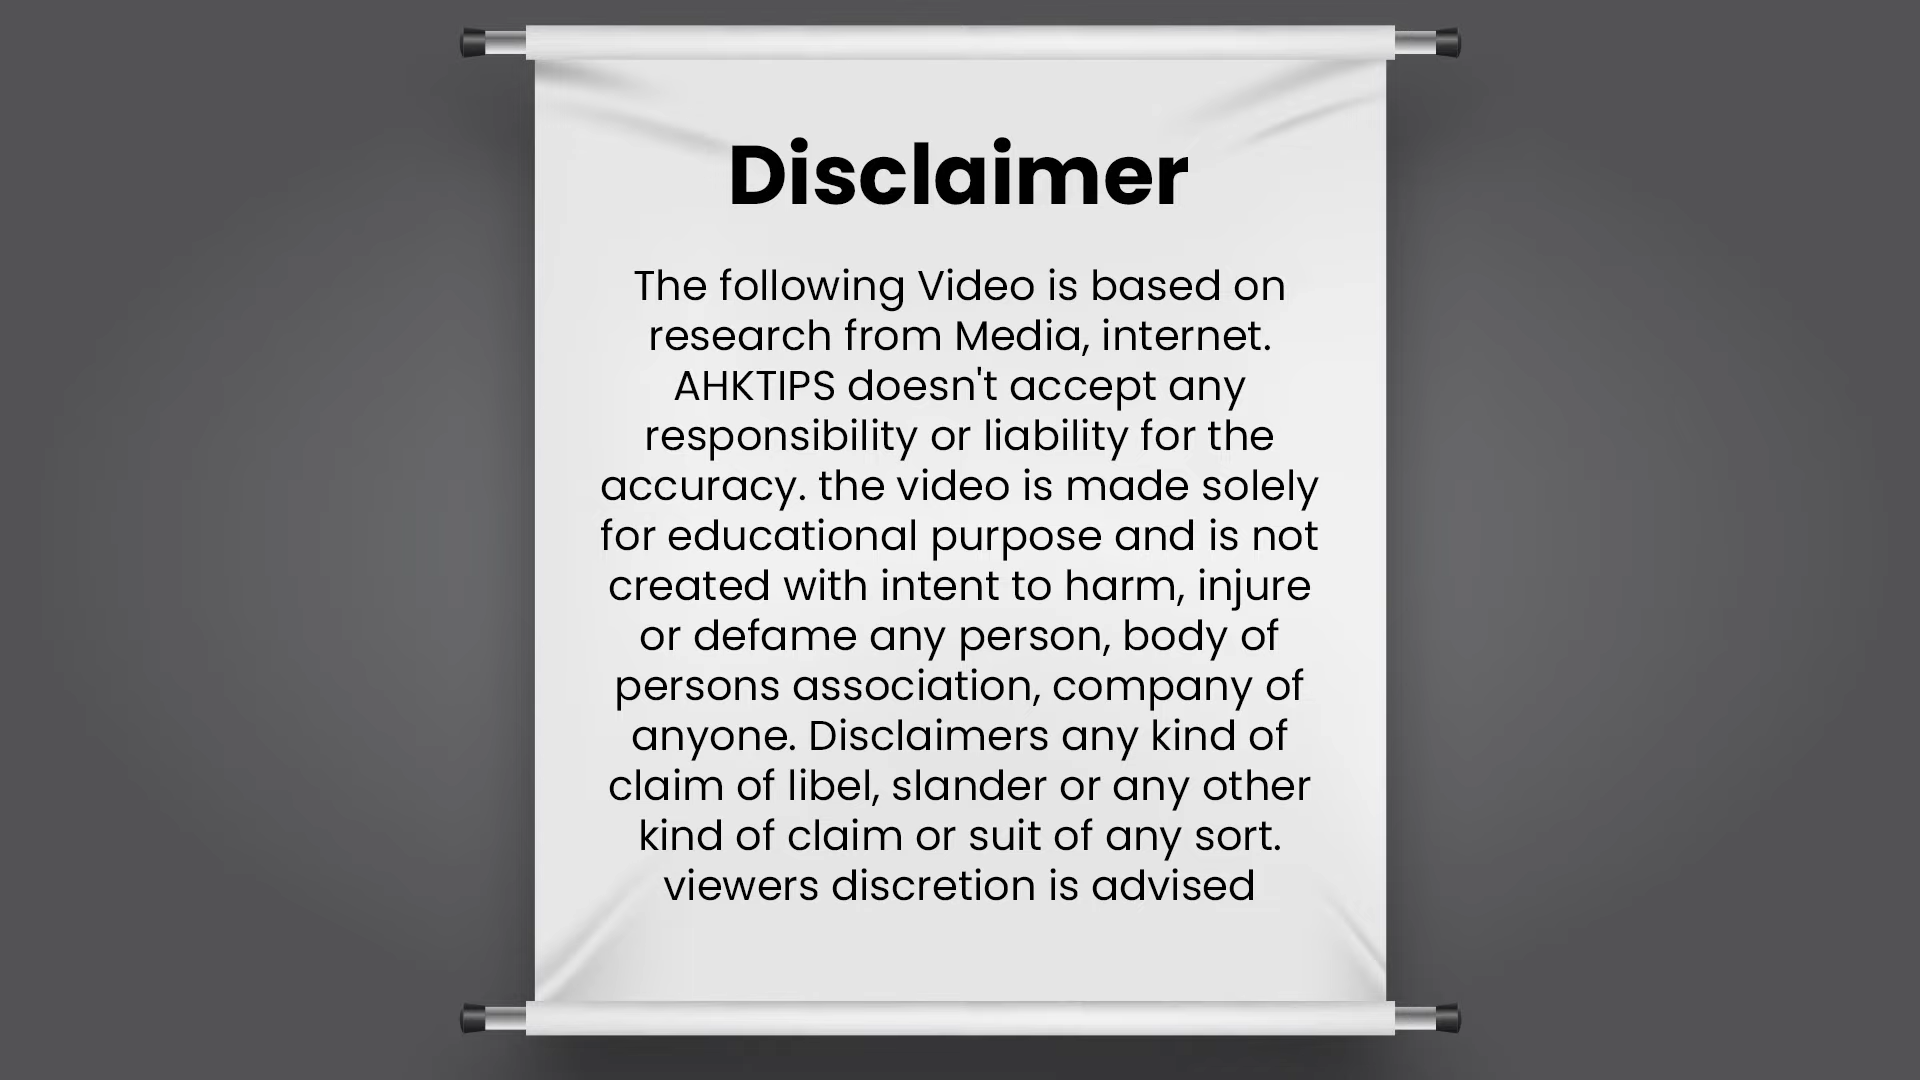 Disclaimer
The following Video is based on
research from Media, internet.
AHKTIPS doesn't accept any
responsibility or liability for the
accuracy. the video is made solely
for educational purpose and is not
created with intent to harm, injure
or defame any person, body of
persons association, company of
anyone. Disclaimers any kind of
claim of libel, slander or any other
kind of claim or suit of any sort.
viewers discretion is advised